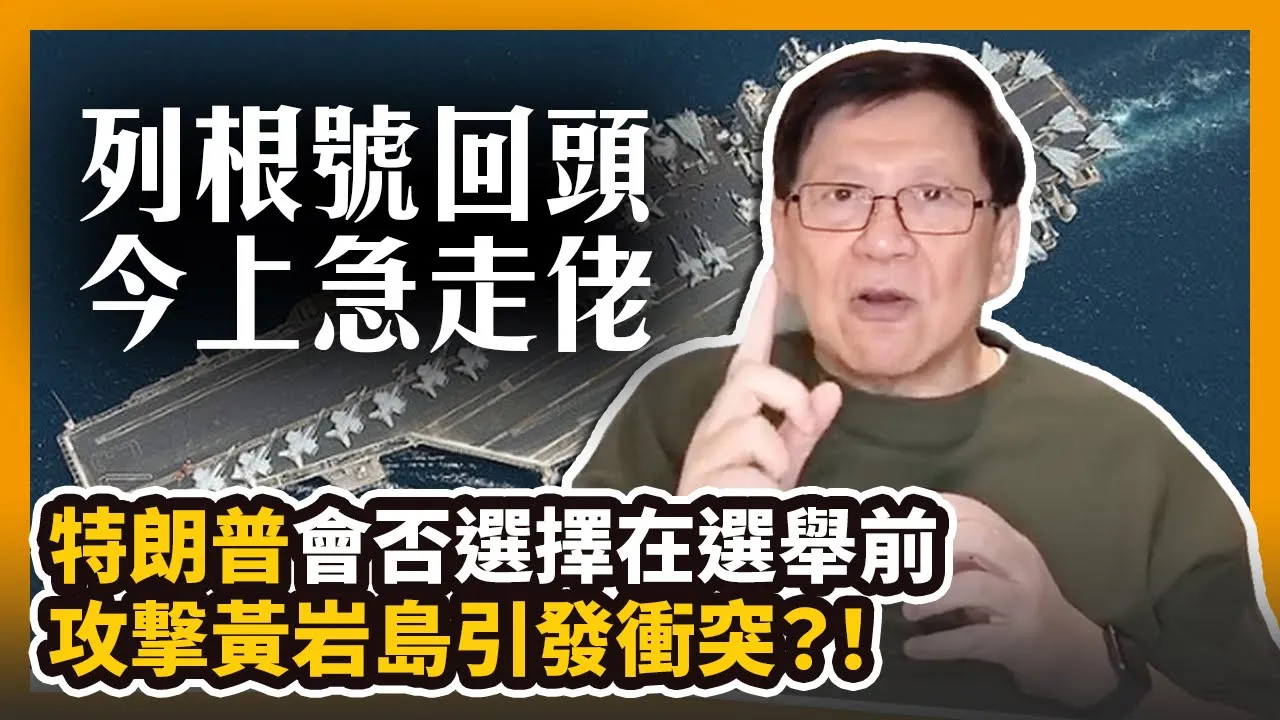 列根號回頭
今上急走佬
特朗普會否選擇在選舉前
攻擊黃岩島引發衝突?!